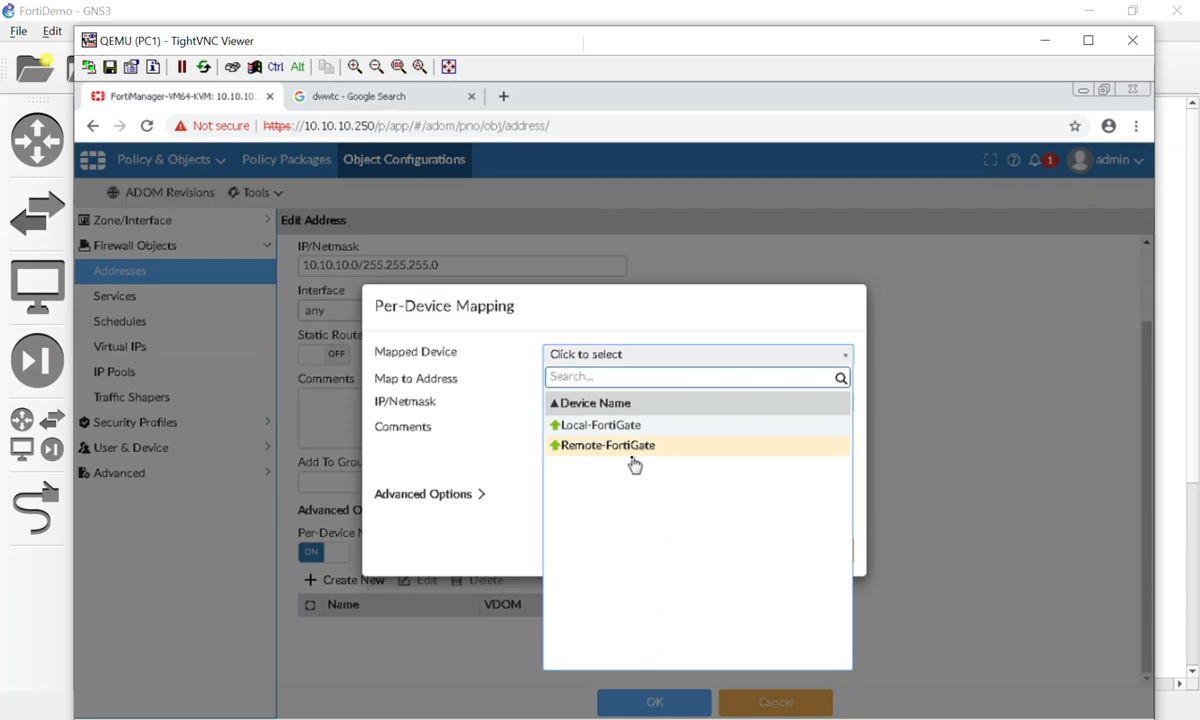 FortiDemo - GNS3
File Edit
QEMU (PC1) - TightVNC Viewer
Ctrl Alt
FortiManager-VM64-KVM: 10.10.10.
dwwtc - Google Search
Not secure https://10.10.10.250/p/app/#/adom/pno/obj/address/
Policy & Objects Policy Packages Object Configurations
1 admin
ADOM Revisions Tools
Zone/Interface
Edit Address
Firewall Objects
IP/Netmask
10.10.10.0/255.255.255.0
Addresses
Services
Interface
any
Schedules
Static Route
OFF
Virtual IPs
IP Pools
Comments
Traffic Shapers
Security Profiles
User & Device
Add To Grou
Advanced
Advanced O
Per-Device M
ON
Create New Edit Delete
Name VDOM
Per-Device Mapping
Mapped Device
Click to select
Map to Address
Search...
IP/Netmask
Device Name
Comments
Local-FortiGate
Remote-FortiGate
Advanced Options
OK Cancel